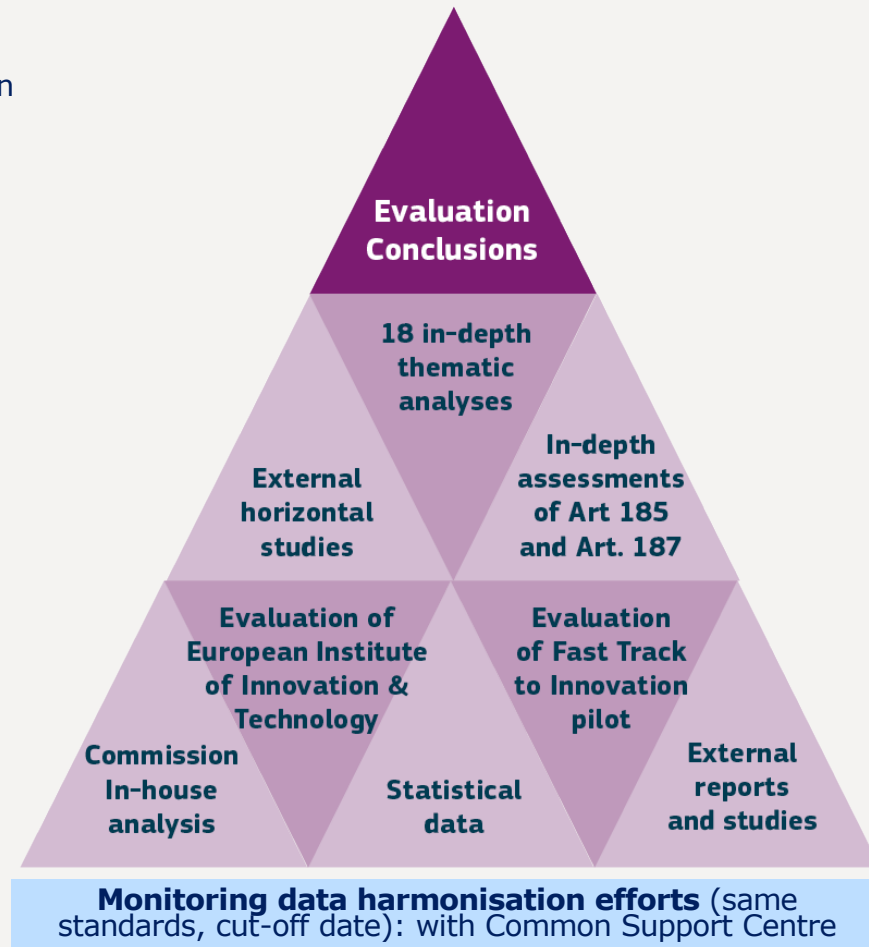 n
Evaluation
Conclusions
18 in-depth
thematic
analyses
External
horizontal
studies
In-depth
assessments
of Art 185
and Art. 187
Evaluation of
European Institute
of Innovation &
Technology
Evaluation
of Fast Track
to Innovation
pilot
Commission
In-house
analysis
Statistical
data
External
reports
and studies
Monitoring data harmonisation efforts (same
standards, cut-off date): with Common Support Centre